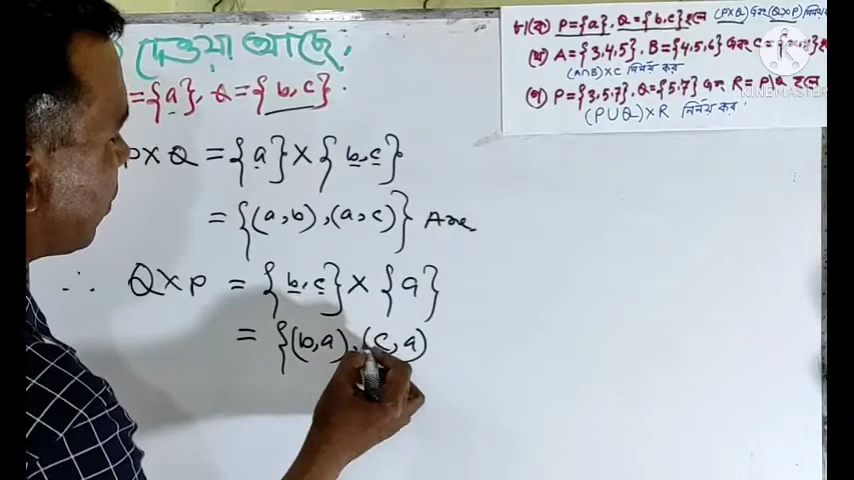 দেওয়া আছে,
={a}, Q={b,c}.
P×Q = {a}×{b,c}
= {(a,b),(a,c)} Ans
∴ Q×P = {b,c}×{a}
= {(b,a),(c,a)
৮।(ক) P={a}, Q={b,c} হলে (P×Q) এবং (Q×P) নির্ণয়
(খ) A={3,4,5}, B={4,5,6} এবং C={
(A∩B)×C নির্ণয় কর
(গ) P={3,5,7}, Q={5,7} এবং R=P\Q হলে
(P∪Q)×R নির্ণয় কর
KINEMASTER